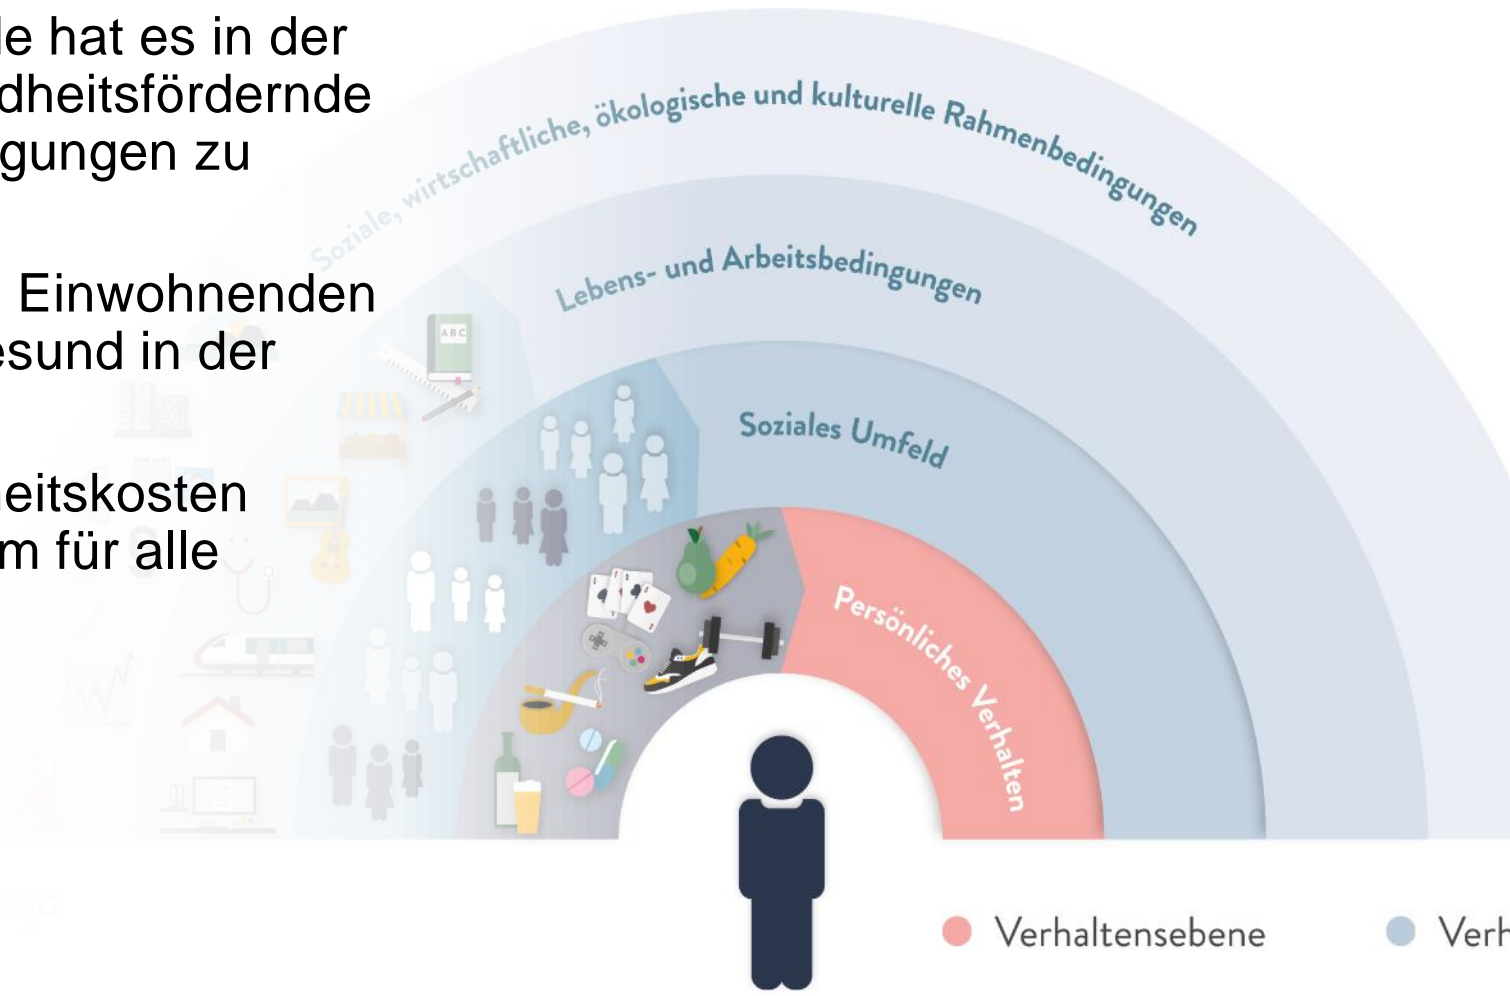 le hat es in der
dheitsfördernde
gungen zu
Einwohnenden
esund in der
eitskosten
m für alle
Soziale, wirtschaftliche, ökologische und kulturelle Rahmenbedingungen
Lebens- und Arbeitsbedingungen
ABC
Soziales Umfeld
Persönliches Verhalten
Verhaltensebene
Verh